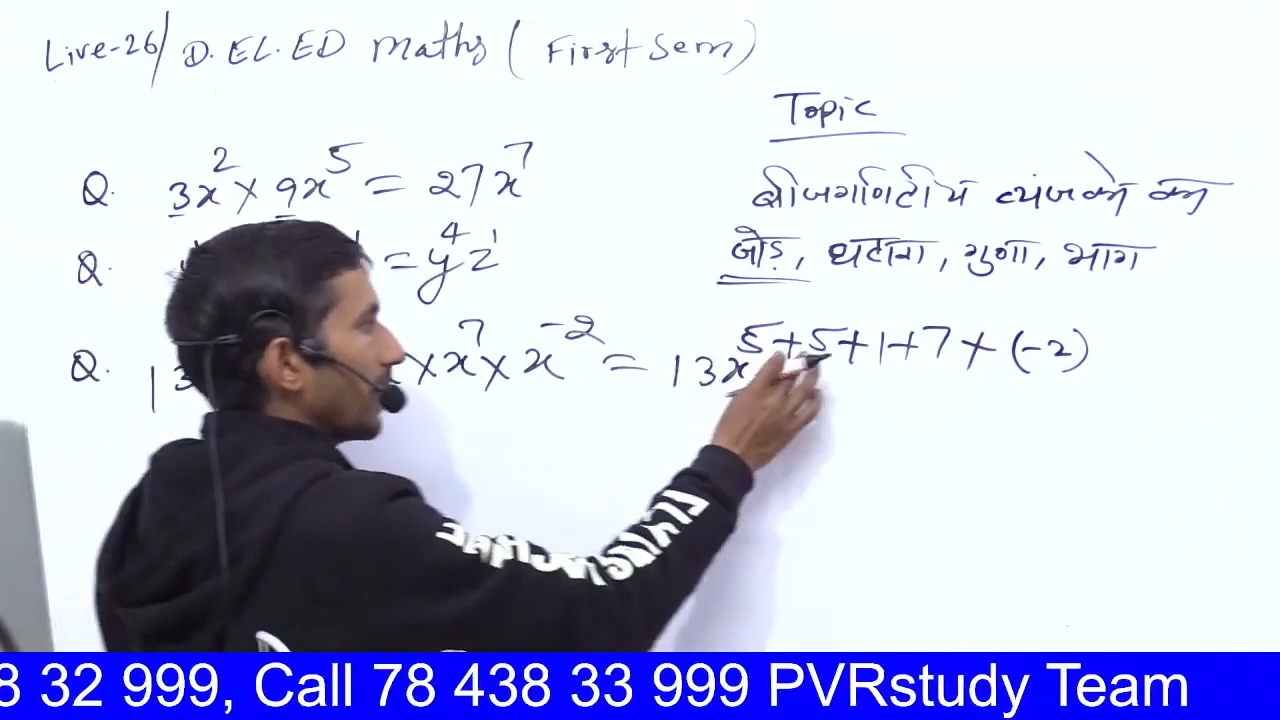 Live-26/ D.EL.ED Maths ( First Sem )
Topic
बीजगणितीय व्यंजको का
जोड़, घटाना, गुणा, भाग
Q. 3x² × 9x⁵ = 27x⁷
Q. = y⁴z¹
Q. 13 × x⁷ × x⁻² = 13x⁵⁺⁵⁺¹⁺⁷⁺⁽⁻²⁾
8 32 999, Call 78 438 33 999 PVRstudy Team